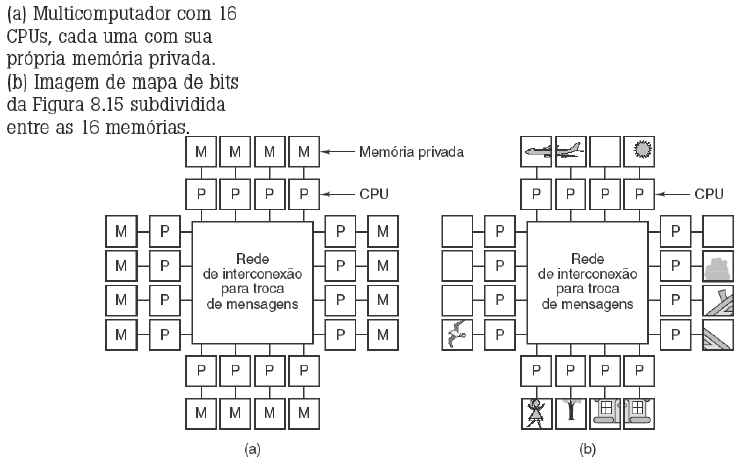 (a) Multicomputador com 16
CPUs, cada uma com sua
própria memória privada.
(b) Imagem de mapa de bits
da Figura 8.15 subdividida
entre as 16 memórias.
M M M M Memória privada
P P P P CPU
M P P M
M P P M
M P P M
M P P M
Rede
de interconexão
para troca
de mensagens
P P P P
M M M M
(a)
P P P P CPU
P P
P P
P P
P P
Rede
de interconexão
para troca
de mensagens
P P P P
(b)